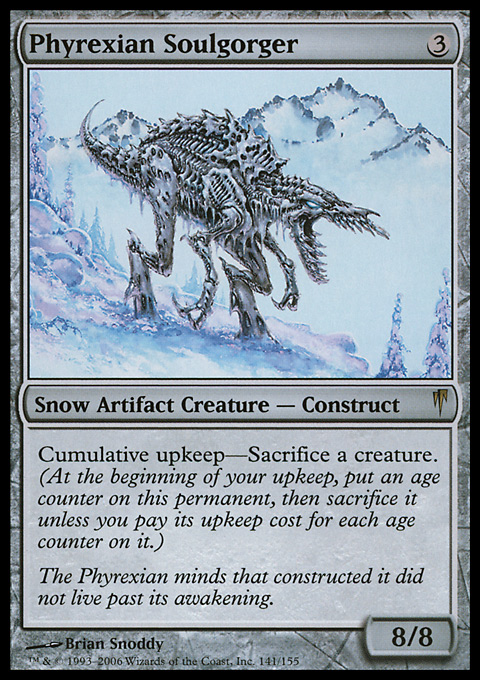 Phyrexian Soulgorger 3
Snow Artifact Creature — Construct
Cumulative upkeep—Sacrifice a creature.
(At the beginning of your upkeep, put an age
counter on this permanent, then sacrifice it
unless you pay its upkeep cost for each age
counter on it.)
The Phyrexian minds that constructed it did
not live past its awakening.
8/8
Brian Snoddy
™ & © 1993–2006 Wizards of the Coast, Inc. 141/155